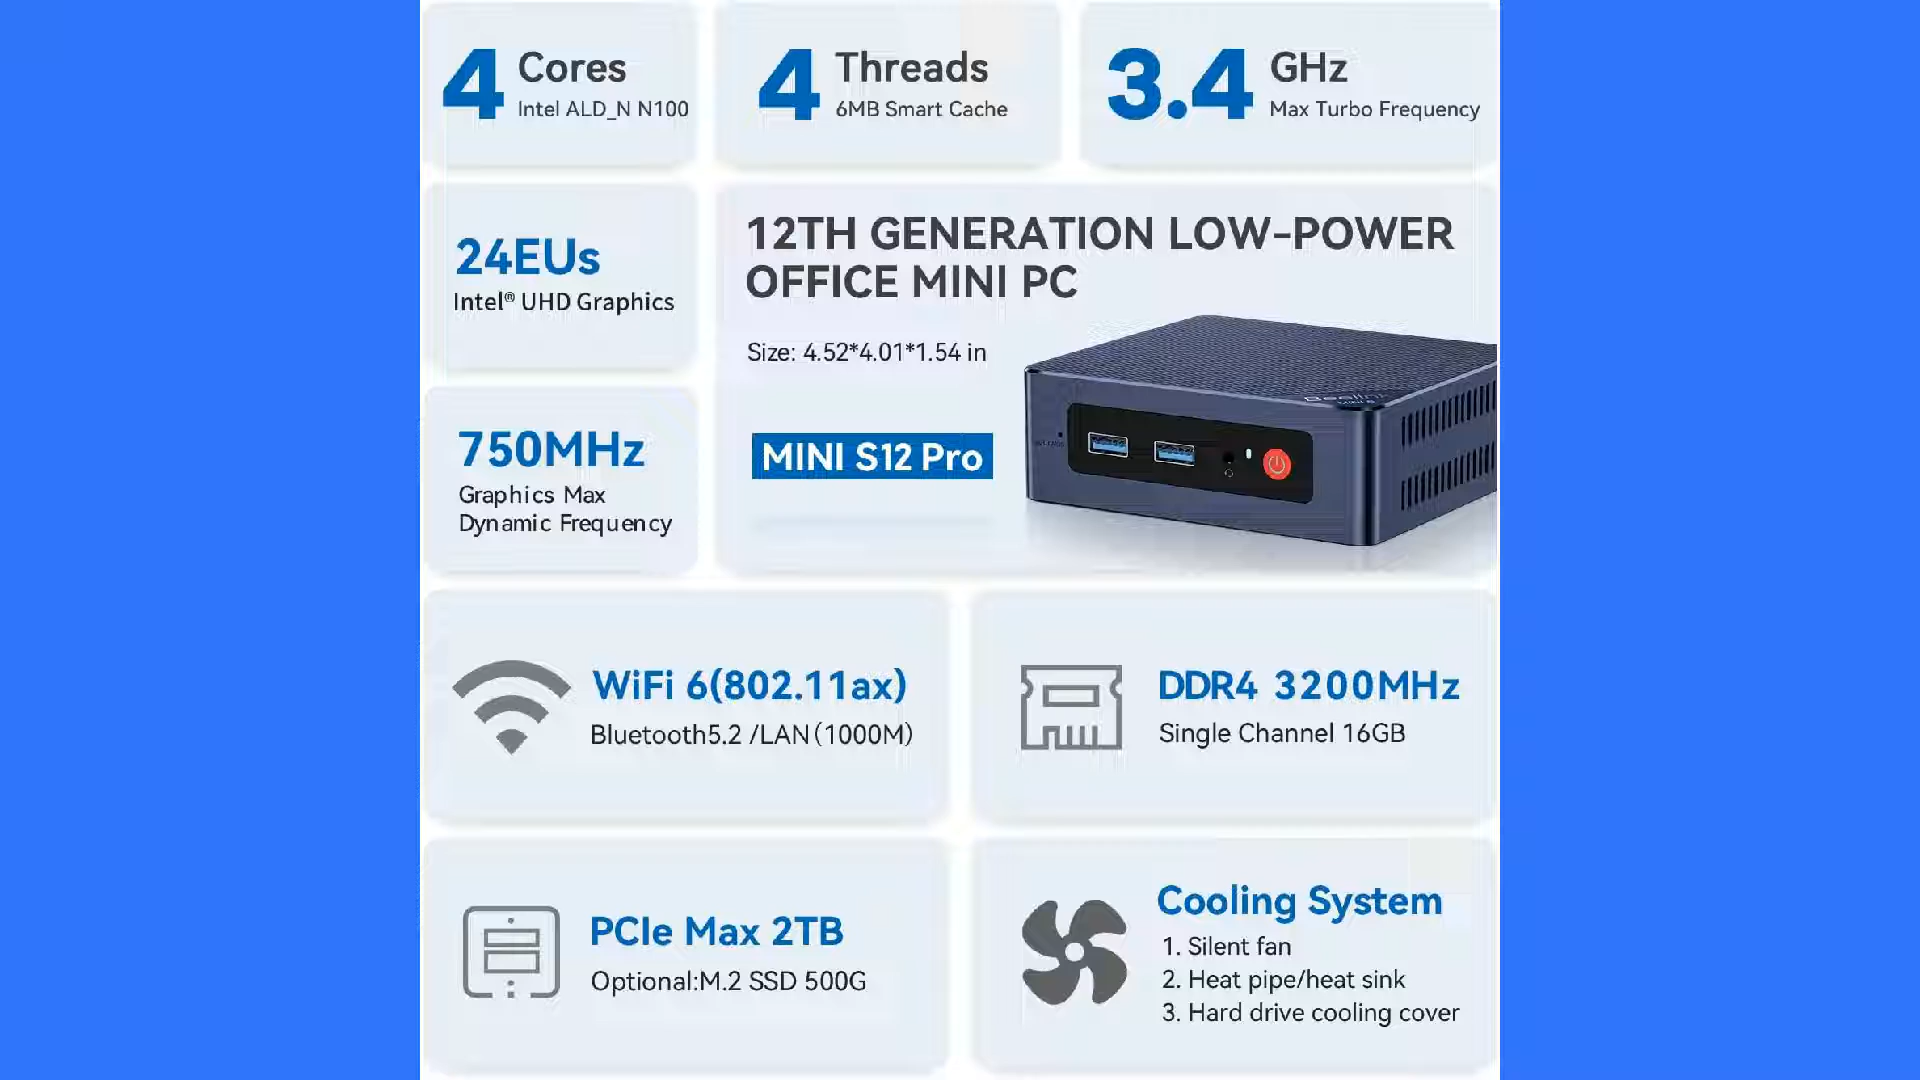 4 Cores
Intel ALD_N N100
4 Threads
6MB Smart Cache
3.4 GHz
Max Turbo Frequency
24EUs
Intel® UHD Graphics
12TH GENERATION LOW-POWER
OFFICE MINI PC
Size: 4.52*4.01*1.54 in
MINI S12 Pro
Beelink
750MHz
Graphics Max
Dynamic Frequency
WiFi 6(802.11ax)
Bluetooth5.2 /LAN(1000M)
DDR4 3200MHz
Single Channel 16GB
PCIe Max 2TB
Optional:M.2 SSD 500G
Cooling System
1. Silent fan
2. Heat pipe/heat sink
3. Hard drive cooling cover